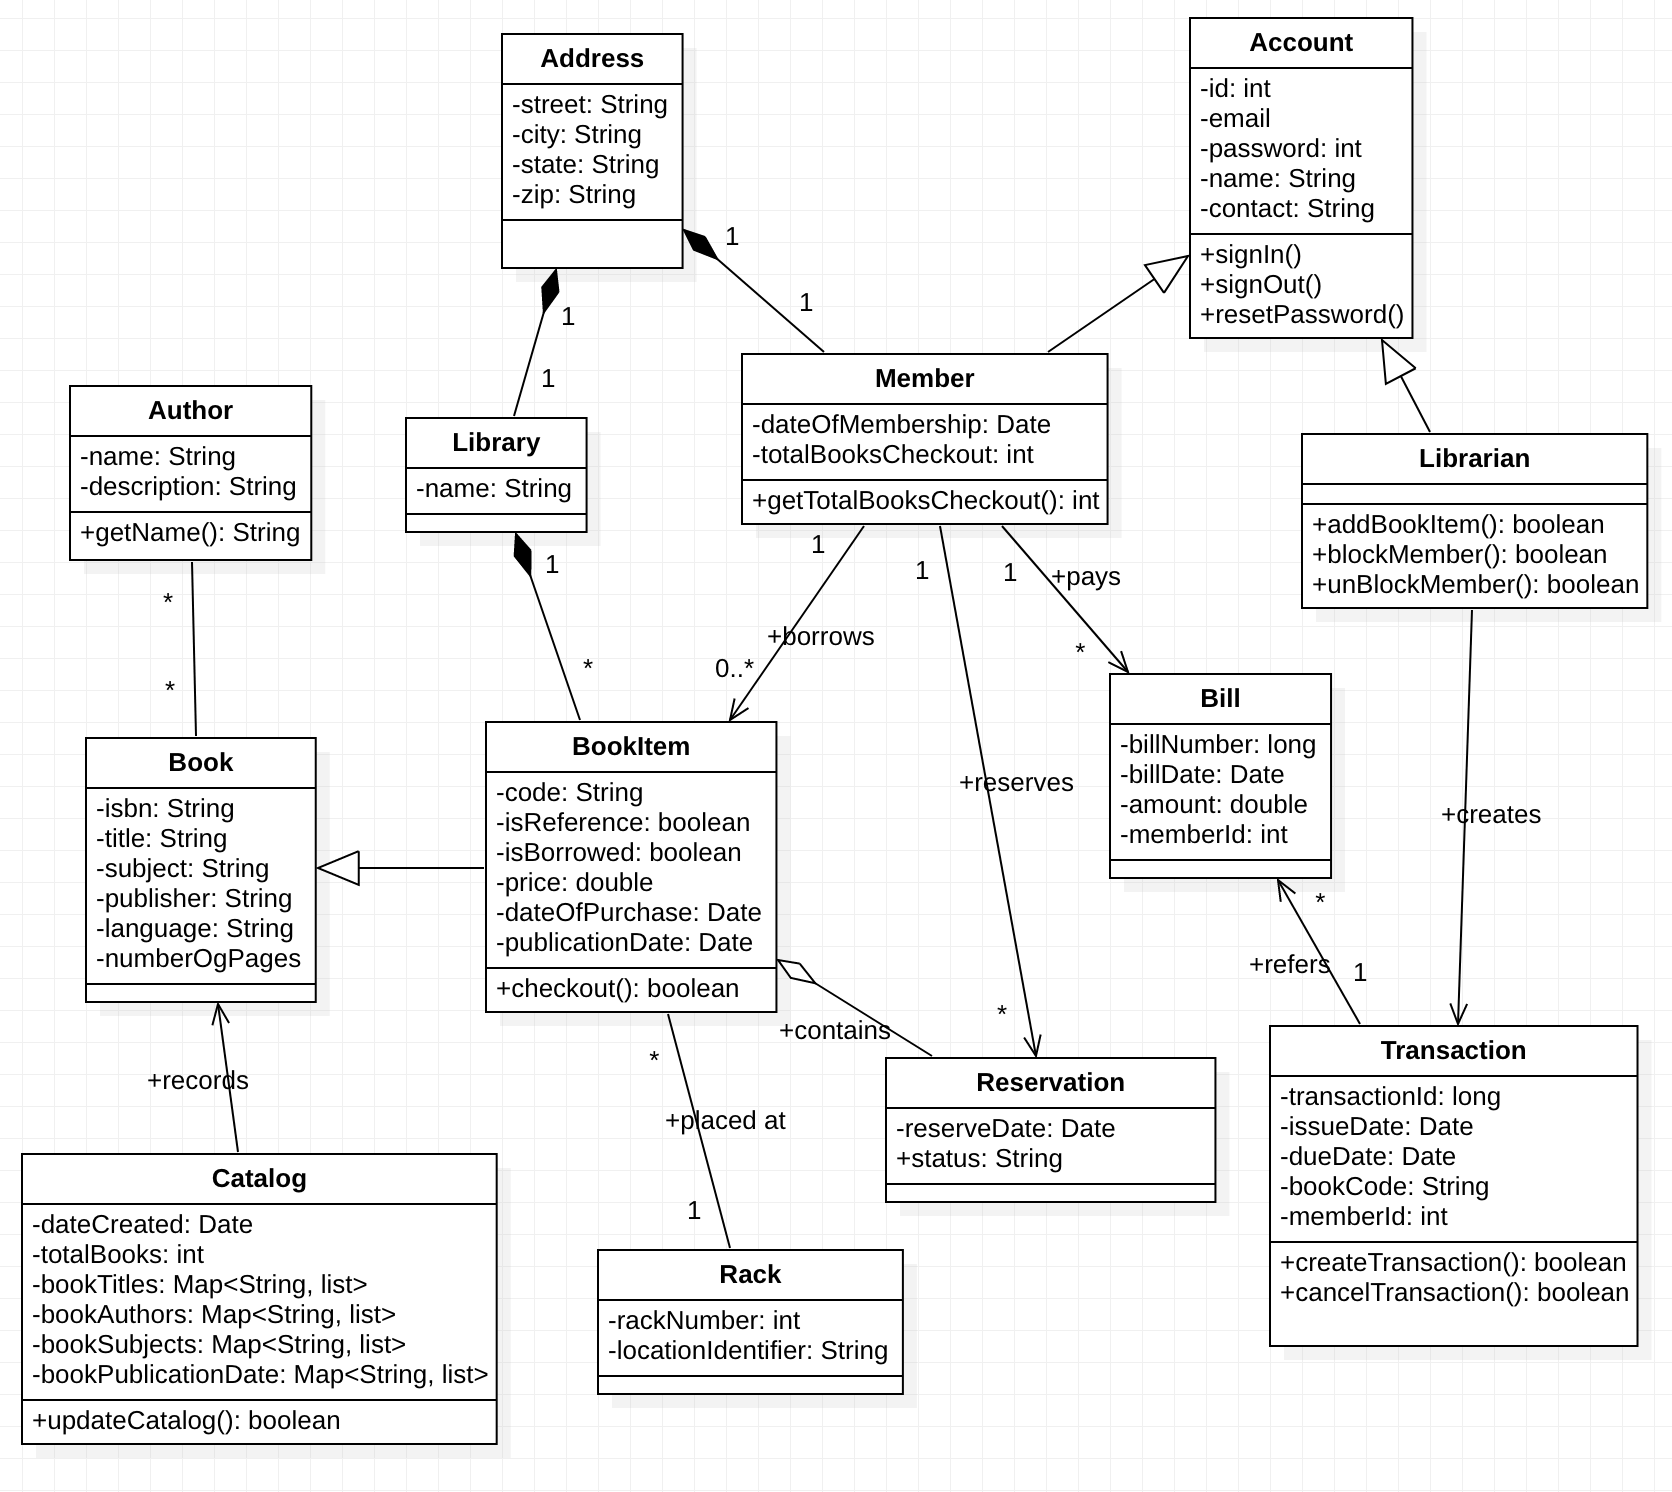 Address
-street: String
-city: String
-state: String
-zip: String
Account
-id: int
-email
-password: int
-name: String
-contact: String
+signIn()
+signOut()
+resetPassword()
1
1
1
1
Author
-name: String
-description: String
+getName(): String
Library
-name: String
Member
-dateOfMembership: Date
-totalBooksCheckout: int
+getTotalBooksCheckout(): int
Librarian
+addBookItem(): boolean
+blockMember(): boolean
+unBlockMember(): boolean
*
*
1
*
1
+borrows
0..*
1
+reserves
*
1
+pays
*
+creates
Book
-isbn: String
-title: String
-subject: String
-publisher: String
-language: String
-numberOgPages
BookItem
-code: String
-isReference: boolean
-isBorrowed: boolean
-price: double
-dateOfPurchase: Date
-publicationDate: Date
+checkout(): boolean
Bill
-billNumber: long
-billDate: Date
-amount: double
-memberId: int
*
+refers
1
+contains
+records
*
+placed at
1
Reservation
-reserveDate: Date
+status: String
Transaction
-transactionId: long
-issueDate: Date
-dueDate: Date
-bookCode: String
-memberId: int
+createTransaction(): boolean
+cancelTransaction(): boolean
Catalog
-dateCreated: Date
-totalBooks: int
-bookTitles: Map<String, list>
-bookAuthors: Map<String, list>
-bookSubjects: Map<String, list>
-bookPublicationDate: Map<String, list>
+updateCatalog(): boolean
Rack
-rackNumber: int
-locationIdentifier: String